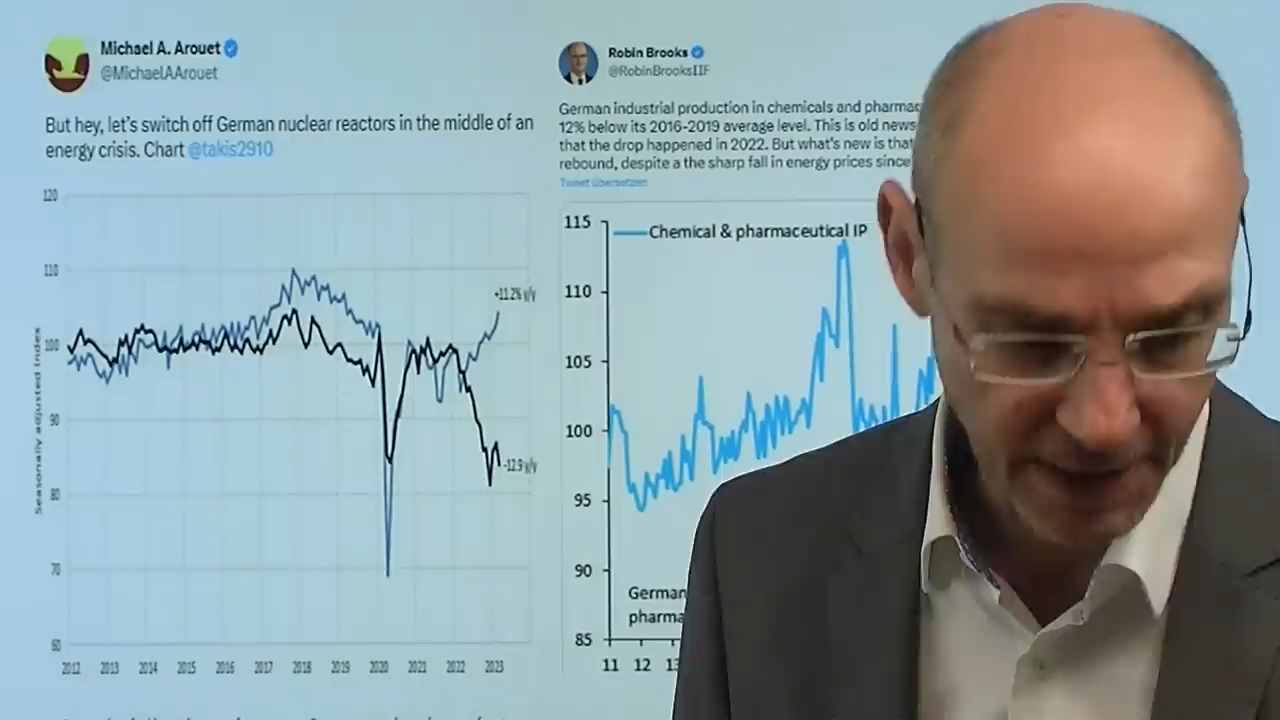 Michael A. Arouet
@MichaelAArouet
But hey, let's switch off German nuclear reactors in the middle of an
energy crisis. Chart @takis2910
120
110
100
90
80
70
60
Seasonally adjusted Index
+11.2% y/y
-12.9 y/y
2012 2013 2014 2015 2016 2017 2018 2019 2020 2021 2022 2023
Robin Brooks
@RobinBrooksIIF
German industrial production in chemicals and
12% below its 2016-2019 average level. This is old news
that the drop happened in 2022. But what's new is that
rebound, despite a the sharp fall in energy prices since
Tweet übersetzen
115
110
105
100
95
90
85
Chemical & pharmaceutical IP
German
11 12